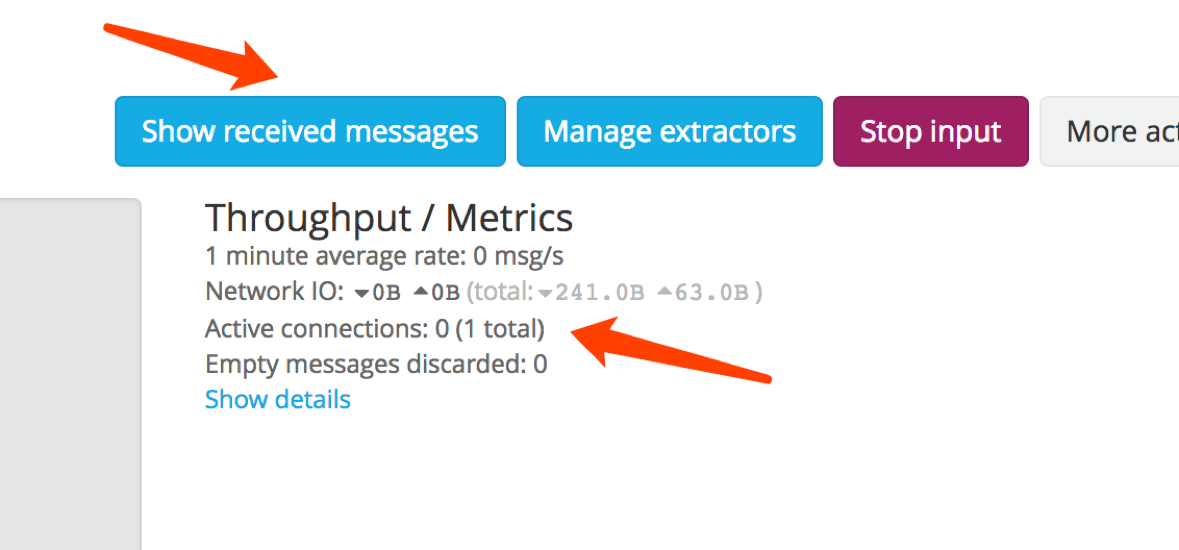 Show received messages Manage extractors Stop input More act
Throughput / Metrics
1 minute average rate: 0 msg/s
Network IO: ▾0B ▴0B (total: ▾241.0B ▴63.0B)
Active connections: 0 (1 total)
Empty messages discarded: 0
Show details